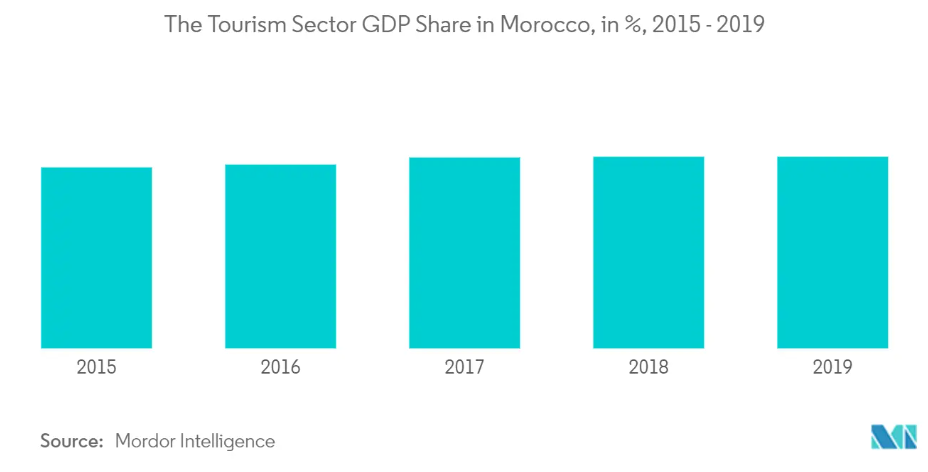 The Tourism Sector GDP Share in Morocco, in %, 2015 - 2019
2015 2016 2017 2018 2019
Source: Mordor Intelligence